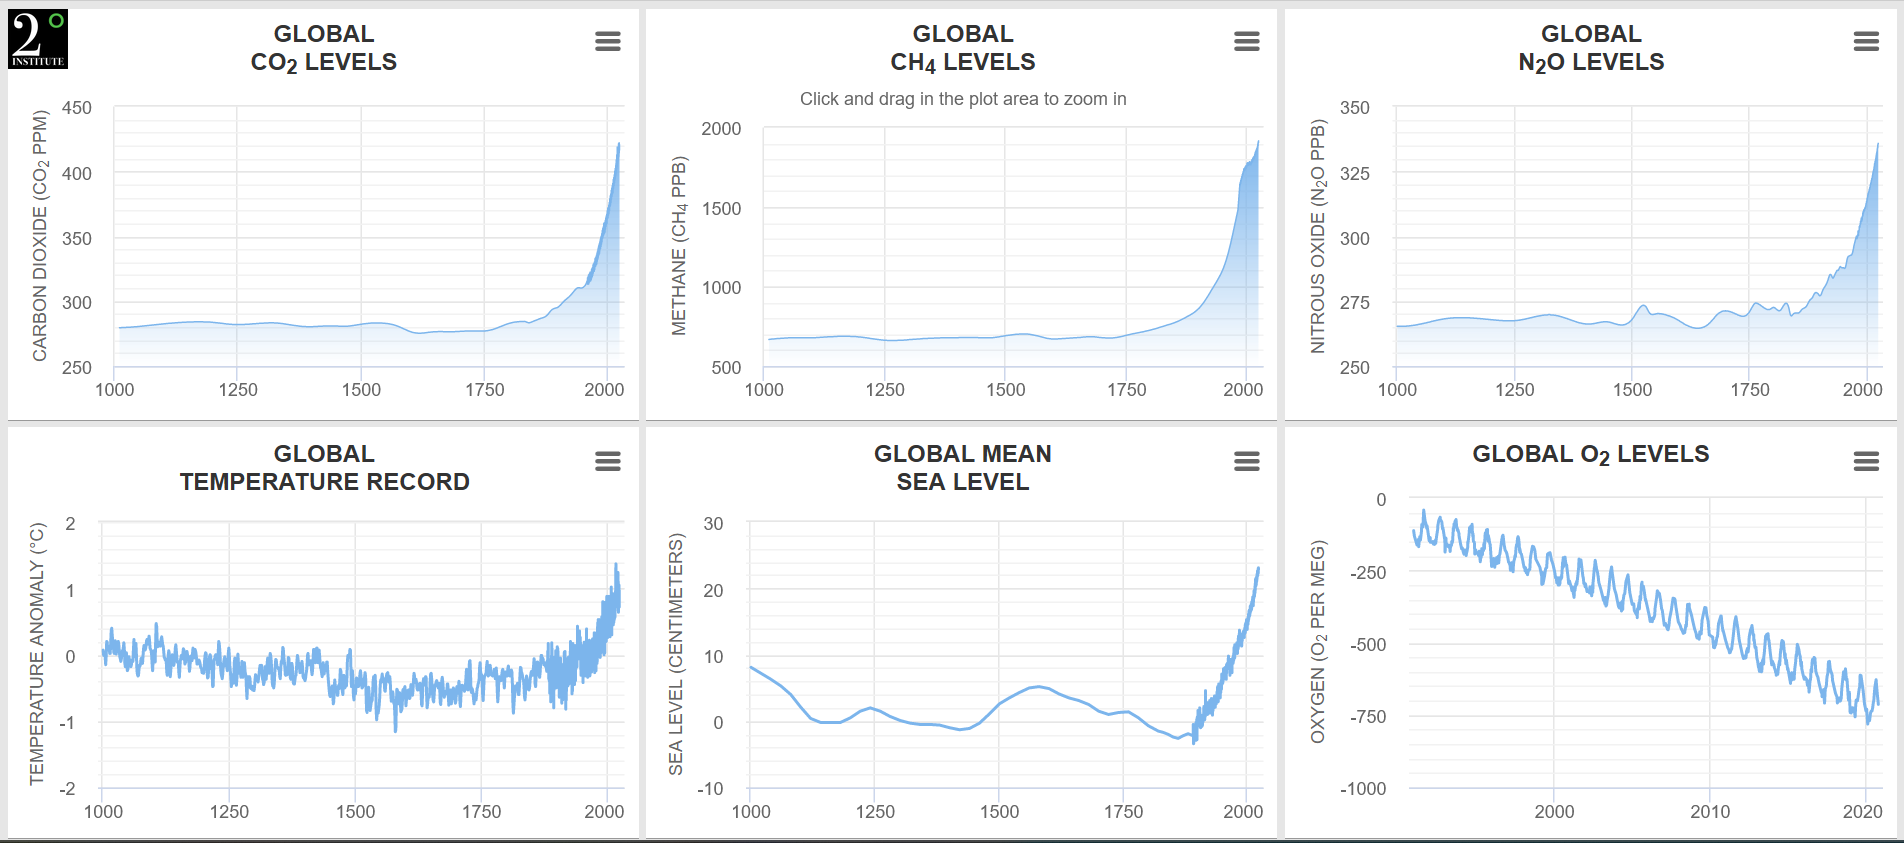 2°
INSTITUTE
GLOBAL
CO2 LEVELS
CARBON DIOXIDE (CO2 PPM)
450
400
350
300
250
1000 1250 1500 1750 2000
GLOBAL
CH4 LEVELS
Click and drag in the plot area to zoom in
METHANE (CH4 PPB)
2000
1500
1000
500
1000 1250 1500 1750 2000
GLOBAL
N2O LEVELS
NITROUS OXIDE (N2O PPB)
350
325
300
275
250
1000 1250 1500 1750 2000
GLOBAL
TEMPERATURE RECORD
TEMPERATURE ANOMALY (°C)
2
1
0
-1
-2
1000 1250 1500 1750 2000
GLOBAL MEAN
SEA LEVEL
SEA LEVEL (CENTIMETERS)
30
20
10
0
-10
1000 1250 1500 1750 2000
GLOBAL O2 LEVELS
OXYGEN (O2 PER MEG)
0
-250
-500
-750
-1000
2000 2010 2020